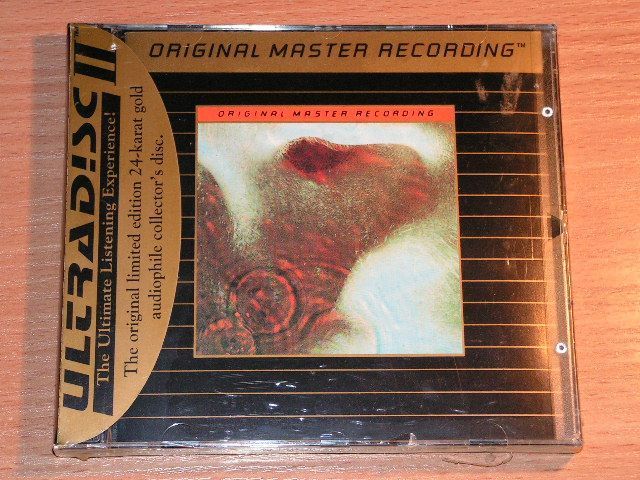 ORiGINAL MASTER RECORDING™
ORIGINAL MASTER RECORDING
ULTRADISC II
The Ultimate Listening Experience!
The original limited edition 24-karat gold
audiophile collector's disc.